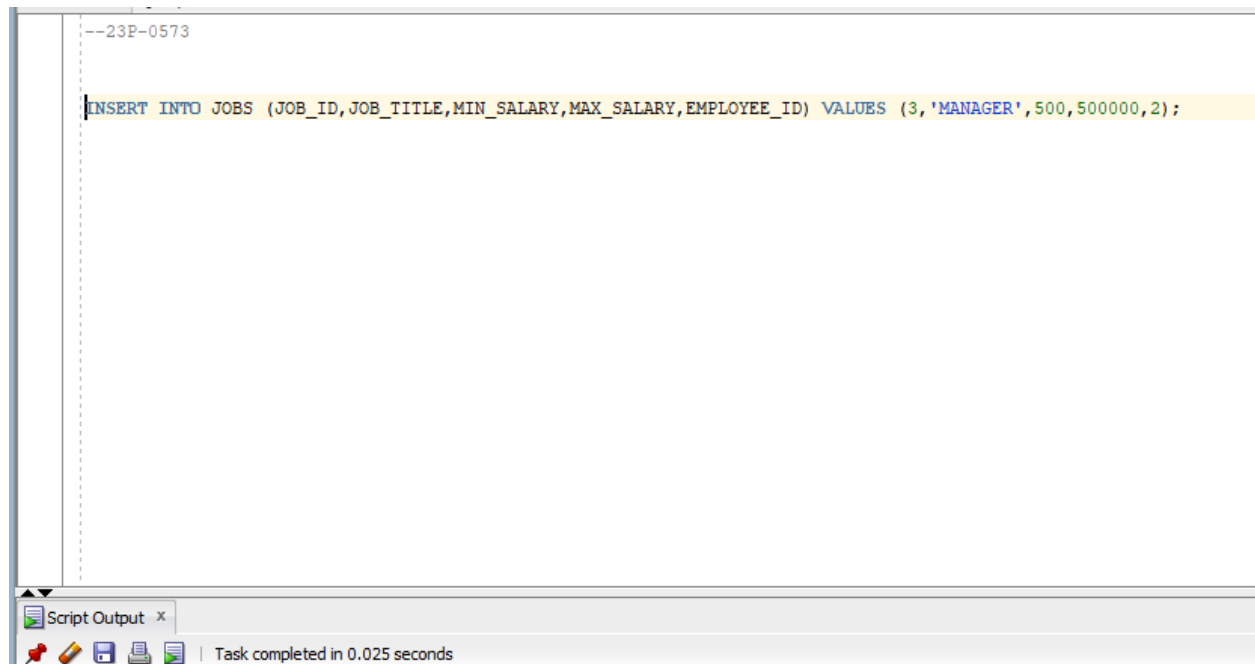 --23P-0573
INSERT INTO JOBS (JOB_ID,JOB_TITLE,MIN_SALARY,MAX_SALARY,EMPLOYEE_ID) VALUES (3,'MANAGER',500,500000,2);
Script Output x
Task completed in 0.025 seconds